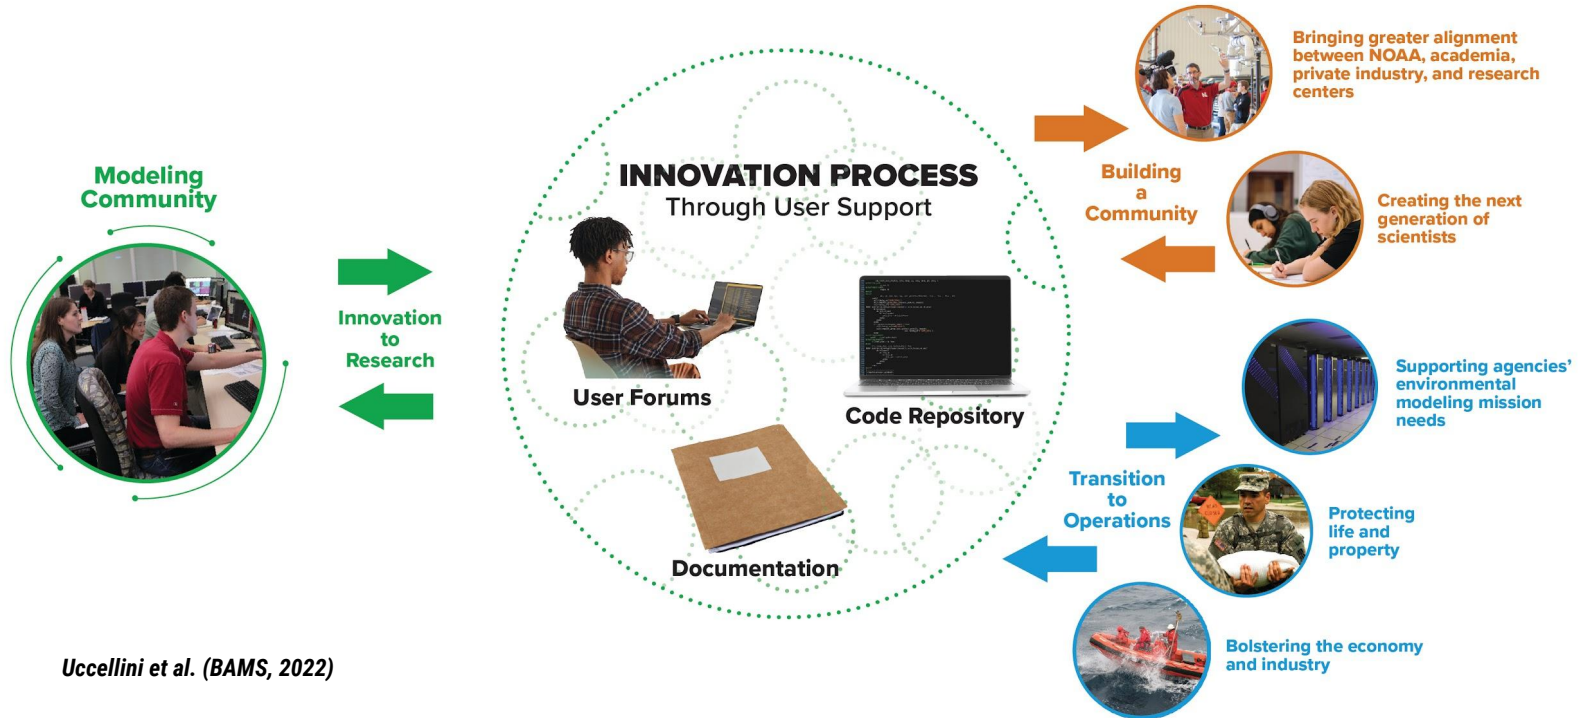 Modeling
Community
Innovation
to
Research
INNOVATION PROCESS
Through User Support
User Forums
Code Repository
Documentation
Building
a
Community
Bringing greater alignment
between NOAA, academia,
private industry, and research
centers
Creating the next
generation of
scientists
Transition
to
Operations
Supporting agencies’
environmental
modeling mission
needs
Protecting
life and
property
Bolstering the economy
and industry
Uccellini et al. (BAMS, 2022)